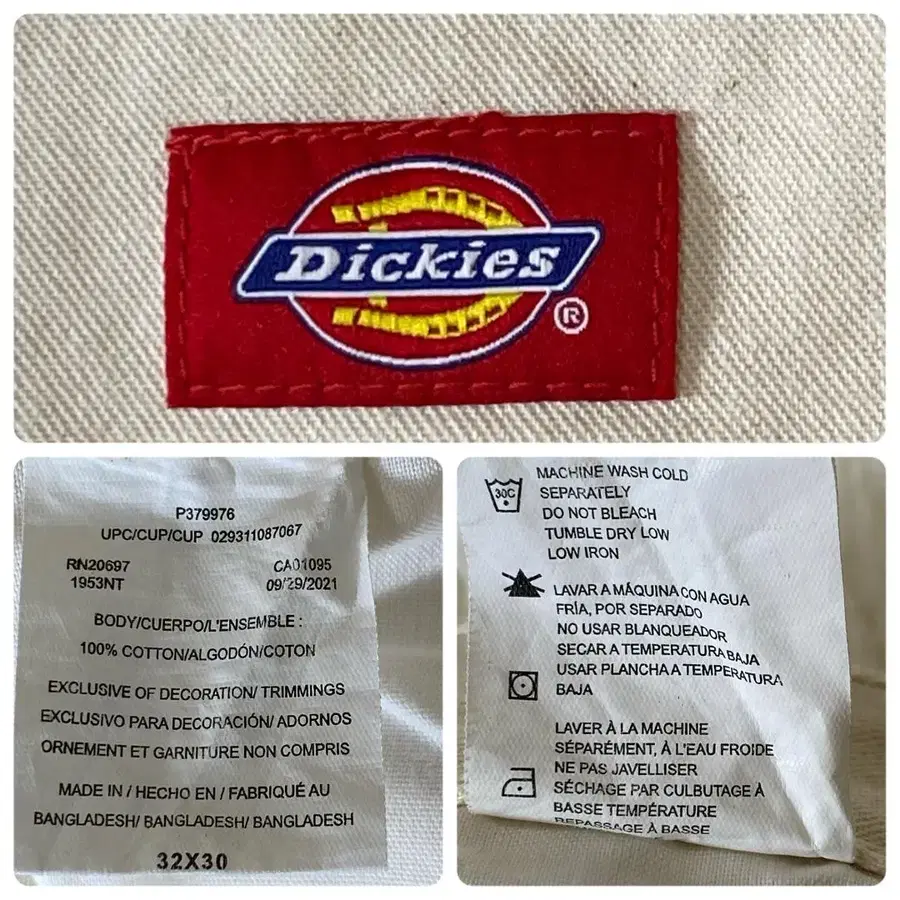 Dickies
®
P379976
UPC/CUP/CUP 029311087067
RN20697 CA01095
1953NT 09/29/2021
BODY/CUERPO/L'ENSEMBLE :
100% COTTON/ALGODÓN/COTON
EXCLUSIVE OF DECORATION/ TRIMMINGS
EXCLUSIVO PARA DECORACIÓN/ ADORNOS
ORNEMENT ET GARNITURE NON COMPRIS
MADE IN / HECHO EN / FABRIQUÉ AU
BANGLADESH/ BANGLADESH/ BANGLADESH
32X30
MACHINE WASH COLD
30C
SEPARATELY
DO NOT BLEACH
TUMBLE DRY LOW
LOW IRON
LAVAR A MÁQUINA CON AGUA
FRÍA, POR SEPARADO
NO USAR BLANQUEADOR
SECAR A TEMPERATURA BAJA
USAR PLANCHA A TEMPERATURA
BAJA
LAVER À LA MACHINE
SÉPARÉMENT, À L'EAU FROIDE
NE PAS JAVELLISER
SÉCHAGE PAR CULBUTAGE À
BASSE TEMPÉRATURE
REPASSAGE À BASSE